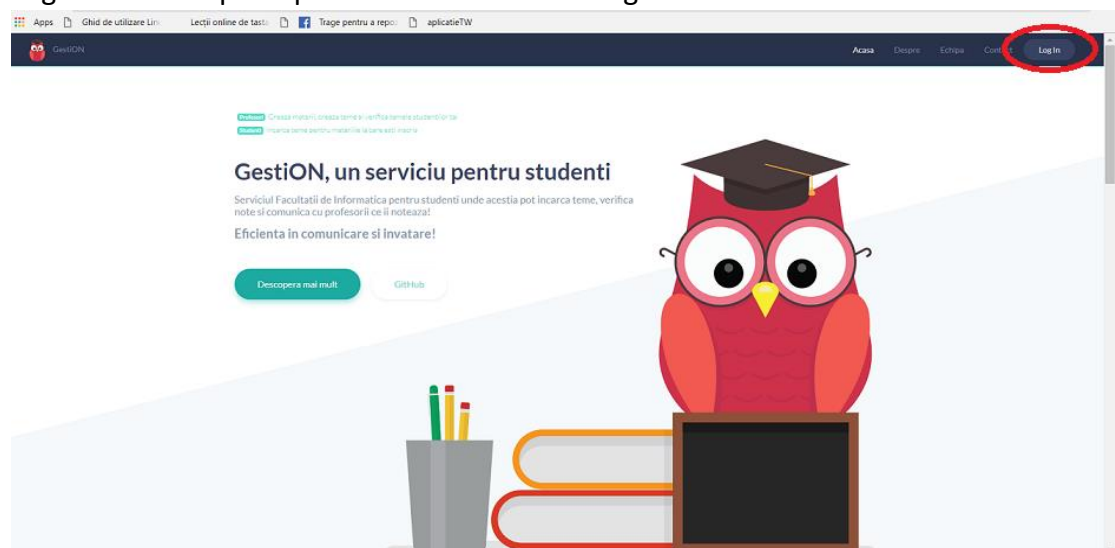 Apps Ghid de utilizare Lin Lecții online de tasta Trage pentru a repo aplicatieTW
GestiON Acasa Despre Echipa Contact Log In
Profesori Creeaza materii, creeaza teme si verifica temele studentilor tai
Studenti Incarca teme pentru materiile la care esti inscris
GestiON, un serviciu pentru studenti
Serviciul Facultatii de Informatica pentru studenti unde acestia pot incarca teme, verifica
note si comunica cu profesorii ce ii noteaza!
Eficienta in comunicare si invatare!
Descopera mai mult GitHub